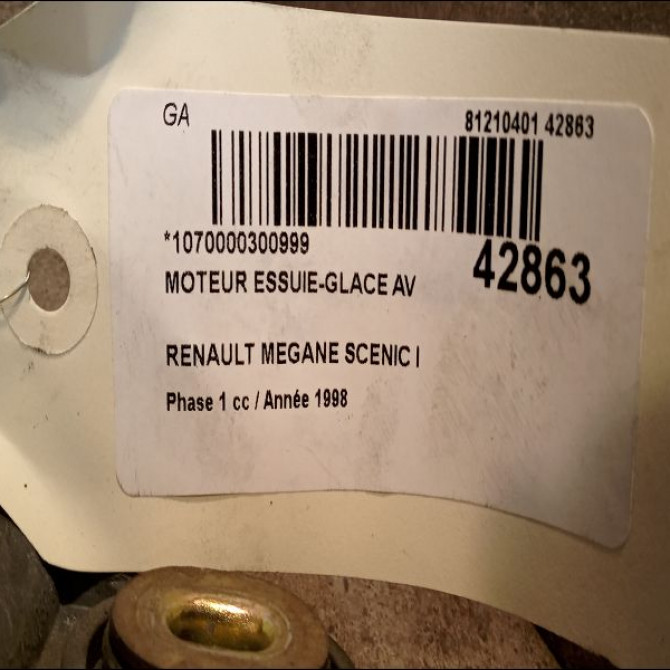 GA
81210401 42863
*1070000300999
42863
MOTEUR ESSUIE-GLACE AV
RENAULT MEGANE SCENIC I
Phase 1 cc / Année 1998